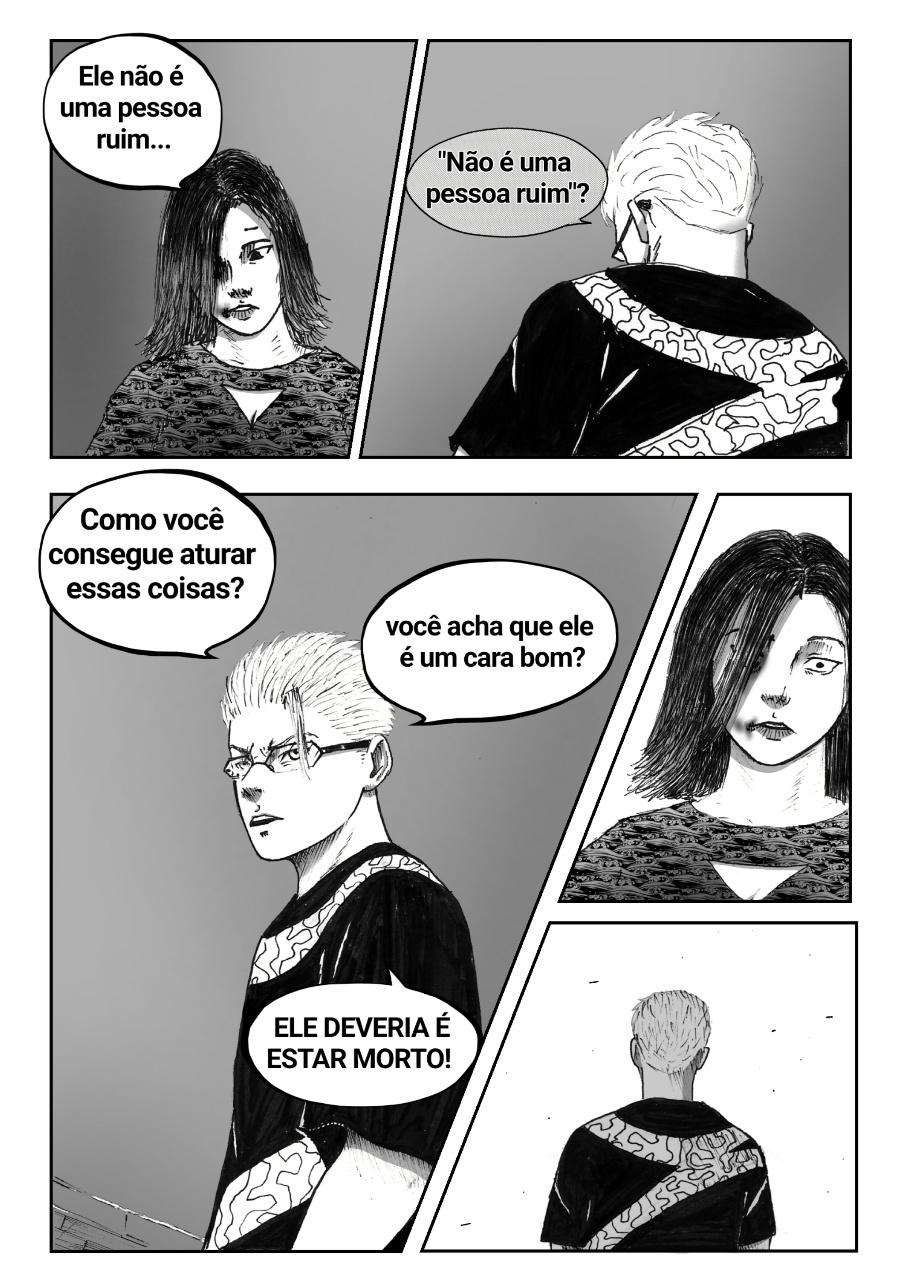 Ele não é
uma pessoa
ruim...
"Não é uma
pessoa ruim"?
Como você
consegue aturar
essas coisas?
você acha que ele
é um cara bom?
ELE DEVERIA É
ESTAR MORTO!